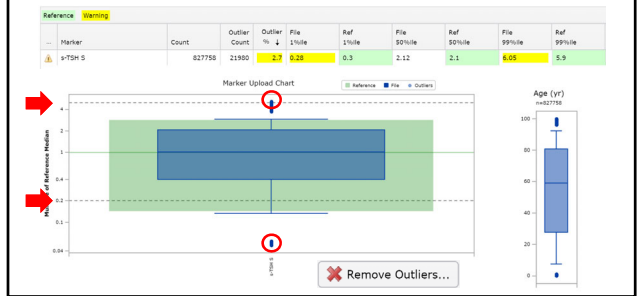 Reference Warning
... Marker Count Outlier Count Outlier % ↓ File 1%ile Ref 1%ile File 50%ile Ref 50%ile File 99%ile Ref 99%ile
s-TSH S 827758 21980 2.7 0.28 0.3 2.12 2.1 6.05 5.9
Marker Upload Chart
Reference File Outliers
of Reference Median
4
2
1
0.4
0.2
0.1
0.04
s-TSH S
Age (yr)
n=827758
100
80
60
40
20
0
Remove Outliers...